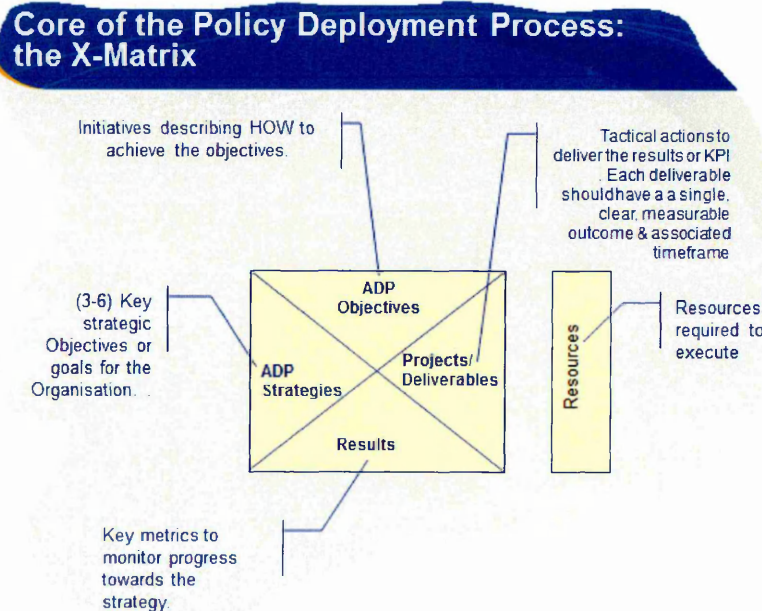 Core of the Policy Deployment Process:
the X-Matrix
Initiatives describing HOW to
achieve the objectives.
Tactical actions to
deliver the results or KPI
. Each deliverable
should have a a single,
clear, measurable
outcome & associated
timeframe
(3-6) Key
strategic
Objectives or
goals for the
Organisation. .
ADP
Objectives
ADP
Strategies
Projects/
Deliverables
Results
Resources
Resources
required to
execute
Key metrics to
monitor progress
towards the
strategy.